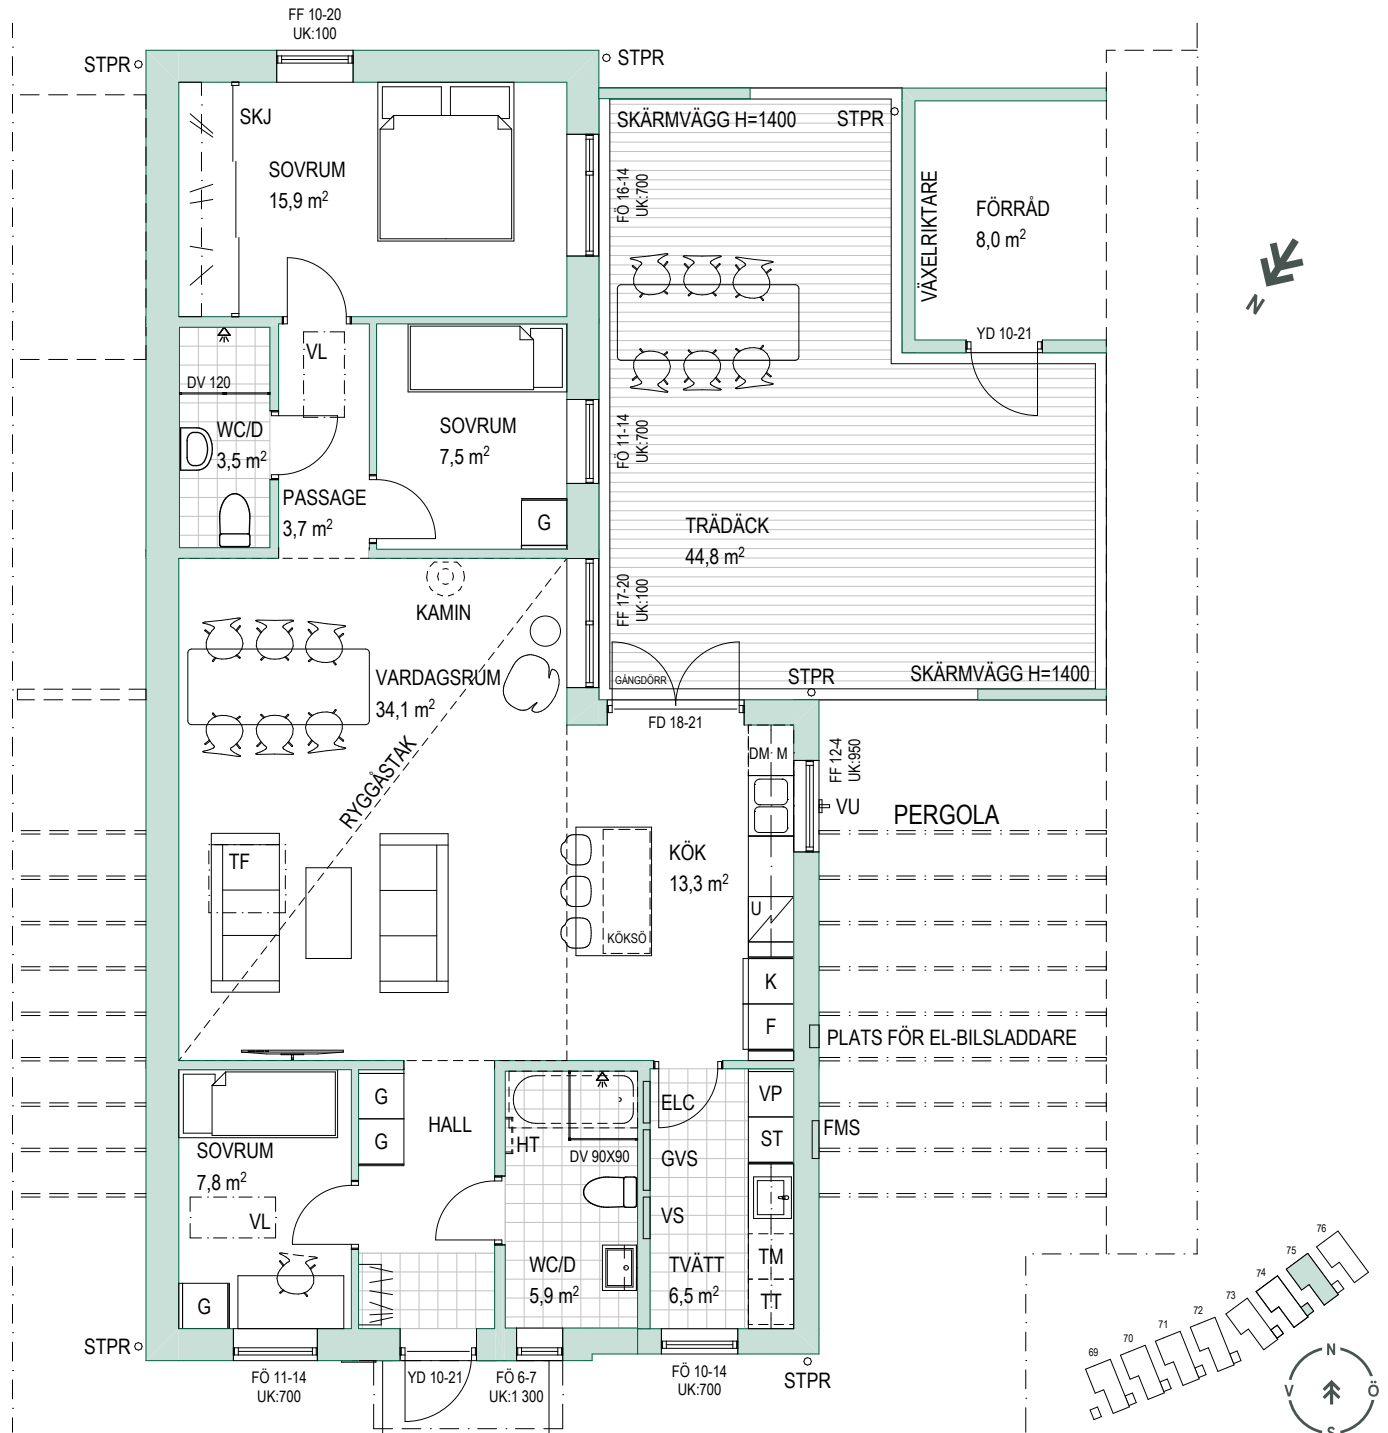 FF 10-20
UK:100
STPR
STPR
SKJ
SOVRUM
15,9 m²
SKÄRMVÄGG H=1400
STPR
FÖ 16-14
UK:700
VÄXELRIKTARE
FÖRRÅD
8,0 m²
N
YD 10-21
VL
DV 120
WC/D
3,5 m²
SOVRUM
7,5 m²
FÖ 11-14
UK:700
PASSAGE
3,7 m²
G
TRÄDÄCK
44,8 m²
KAMIN
FF 17-20
UK:100
VARDAGSRUM
34,1 m²
GÅNGDÖRR
STPR
SKÄRMVÄGG H=1400
FD 18-21
RYGGÅSTAK
DM
M
FF 12-4
UK:950
VU
PERGOLA
TF
KÖK
13,3 m²
U
KÖKSÖ
K
F
PLATS FÖR EL-BILSLADDARE
G
G
HALL
ELC
VP
ST
FMS
SOVRUM
7,8 m²
HT
DV 90X90
GVS
VL
VS
WC/D
5,9 m²
TVÄTT
6,5 m²
TM
TT
G
STPR
FÖ 11-14
UK:700
YD 10-21
FÖ 6-7
UK:1 300
FÖ 10-14
UK:700
STPR
76
75
74
73
72
71
70
69
N
V
Ö
S